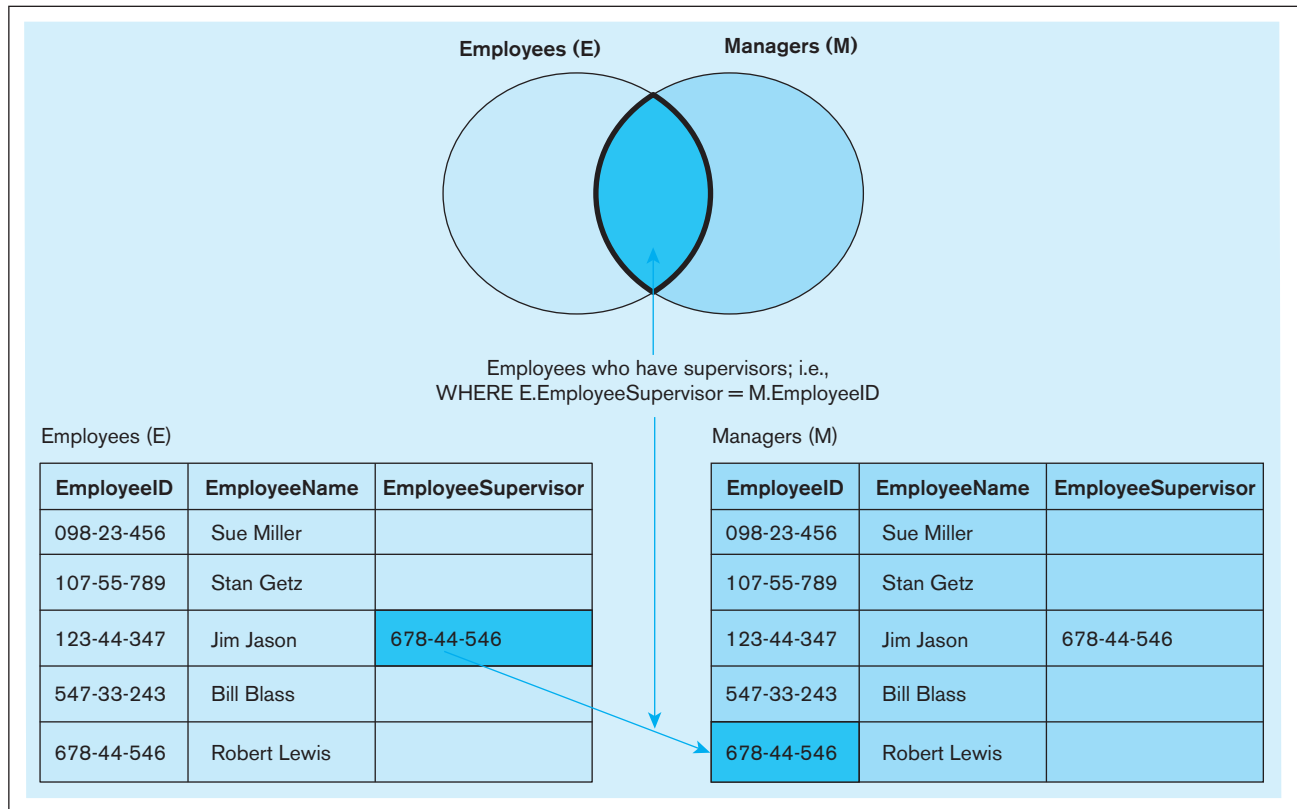 Employees (E) Managers (M)
Employees who have supervisors; i.e.,
WHERE E.EmployeeSupervisor = M.EmployeeID
Employees (E)
EmployeeID EmployeeName EmployeeSupervisor
098-23-456 Sue Miller
107-55-789 Stan Getz
123-44-347 Jim Jason 678-44-546
547-33-243 Bill Blass
678-44-546 Robert Lewis
Managers (M)
EmployeeID EmployeeName EmployeeSupervisor
098-23-456 Sue Miller
107-55-789 Stan Getz
123-44-347 Jim Jason 678-44-546
547-33-243 Bill Blass
678-44-546 Robert Lewis